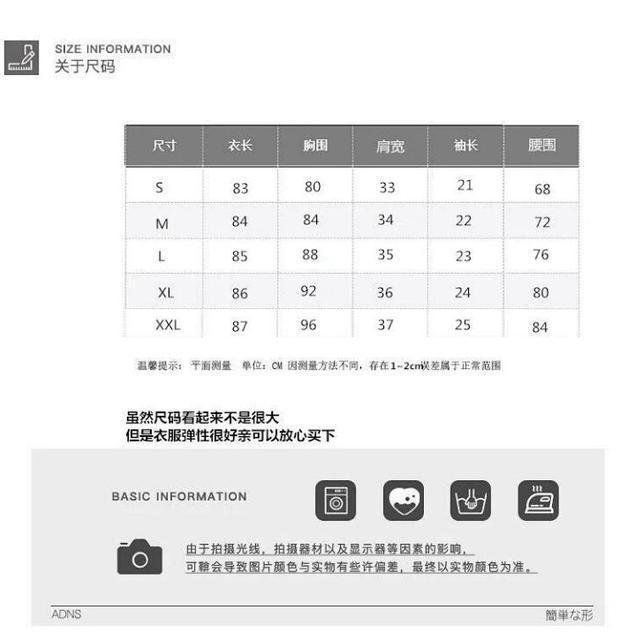 SIZE INFORMATION
关于尺码
尺寸 衣长 胸围 肩宽 袖长 腰围
S 83 80 33 21 68
M 84 84 34 22 72
L 85 88 35 23 76
XL 86 92 36 24 80
XXL 87 96 37 25 84
温馨提示: 平面测量 单位: CM 因测量方法不同, 存在1-2cm误差属于正常范围
虽然尺码看起来不是很大
但是衣服弹性很好亲可以放心买下
BASIC INFORMATION
由于拍摄光线, 拍摄器材以及显示器等因素的影响,
会导致图片颜色与实物有些许偏差, 最终以实物颜色为准。
ADNS 簡単な形